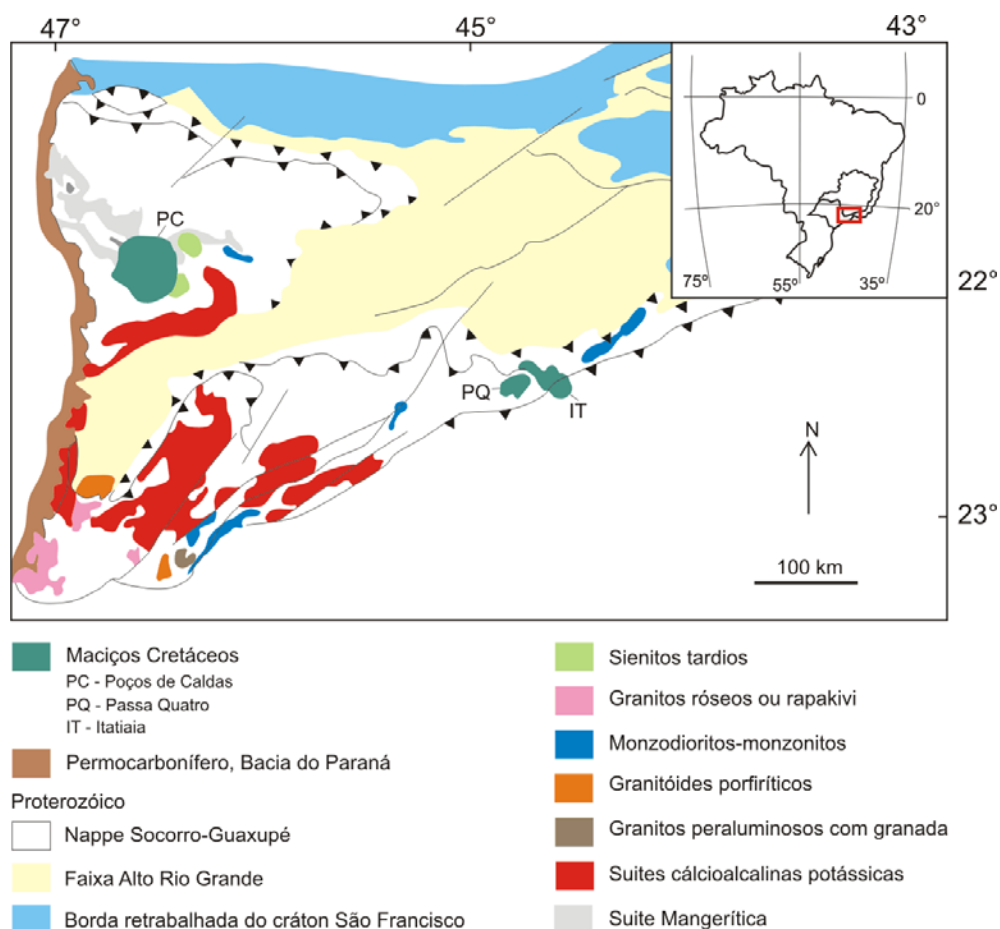 47°
45°
43°
0
20°
75º
55º
35º
22°
23°
PC
PQ
IT
N
100 km
Maciços Cretáceos
PC - Poços de Caldas
PQ - Passa Quatro
IT - Itatiaia
Permocarbonífero, Bacia do Paraná
Proterozóico
Nappe Socorro-Guaxupé
Faixa Alto Rio Grande
Borda retrabalhada do cráton São Francisco
Sienitos tardios
Granitos róseos ou rapakivi
Monzodioritos-monzonitos
Granitóides porfiríticos
Granitos peraluminosos com granada
Suites cálcioalcalinas potássicas
Suite Mangerítica